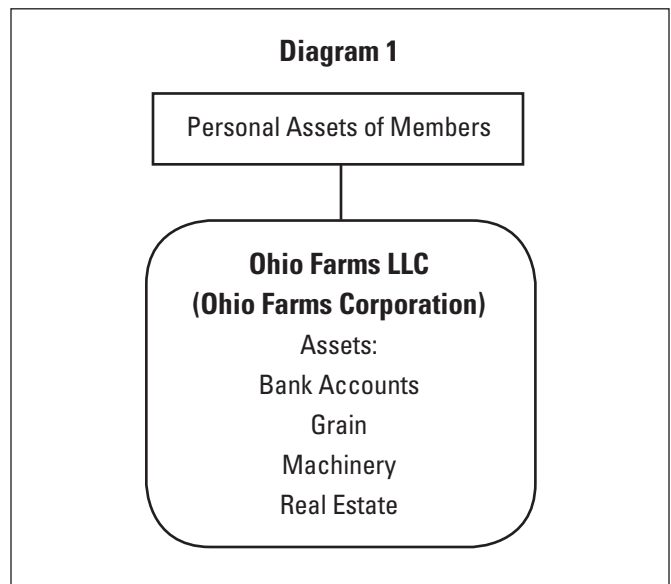 Diagram 1
Personal Assets of Members
Ohio Farms LLC
(Ohio Farms Corporation)
Assets:
Bank Accounts
Grain
Machinery
Real Estate